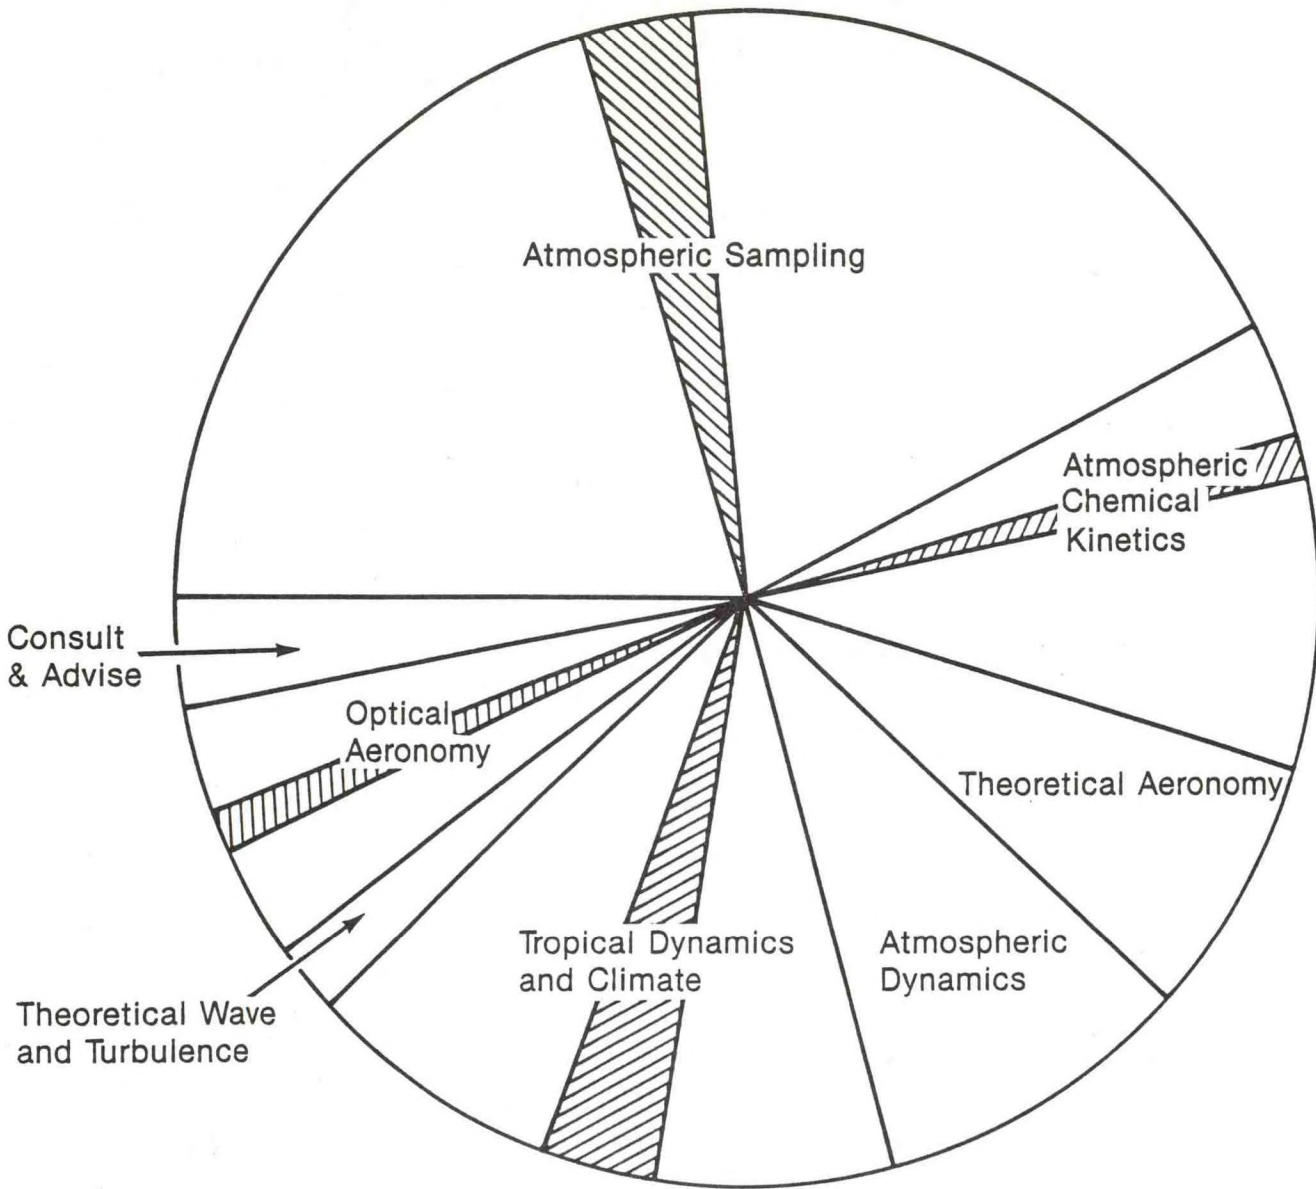 Atmospheric Sampling
Atmospheric
Chemical
Kinetics
Consult
& Advise
Optical
Aeronomy
Theoretical Aeronomy
Tropical Dynamics
and Climate
Atmospheric
Dynamics
Theoretical Wave
and Turbulence